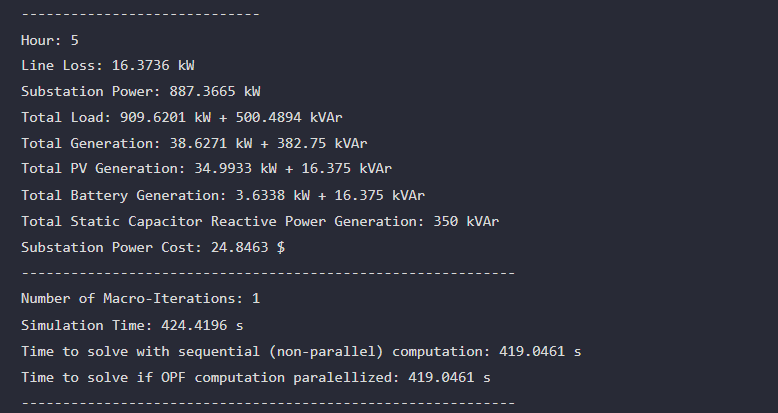 -----------------------------
Hour: 5
Line Loss: 16.3736 kW
Substation Power: 887.3665 kW
Total Load: 909.6201 kW + 500.4894 kVAr
Total Generation: 38.6271 kW + 382.75 kVAr
Total PV Generation: 34.9933 kW + 16.375 kVAr
Total Battery Generation: 3.6338 kW + 16.375 kVAr
Total Static Capacitor Reactive Power Generation: 350 kVAr
Substation Power Cost: 24.8463 $
------------------------------------------------------------
Number of Macro-Iterations: 1
Simulation Time: 424.4196 s
Time to solve with sequential (non-parallel) computation: 419.0461 s
Time to solve if OPF computation paralellized: 419.0461 s
------------------------------------------------------------